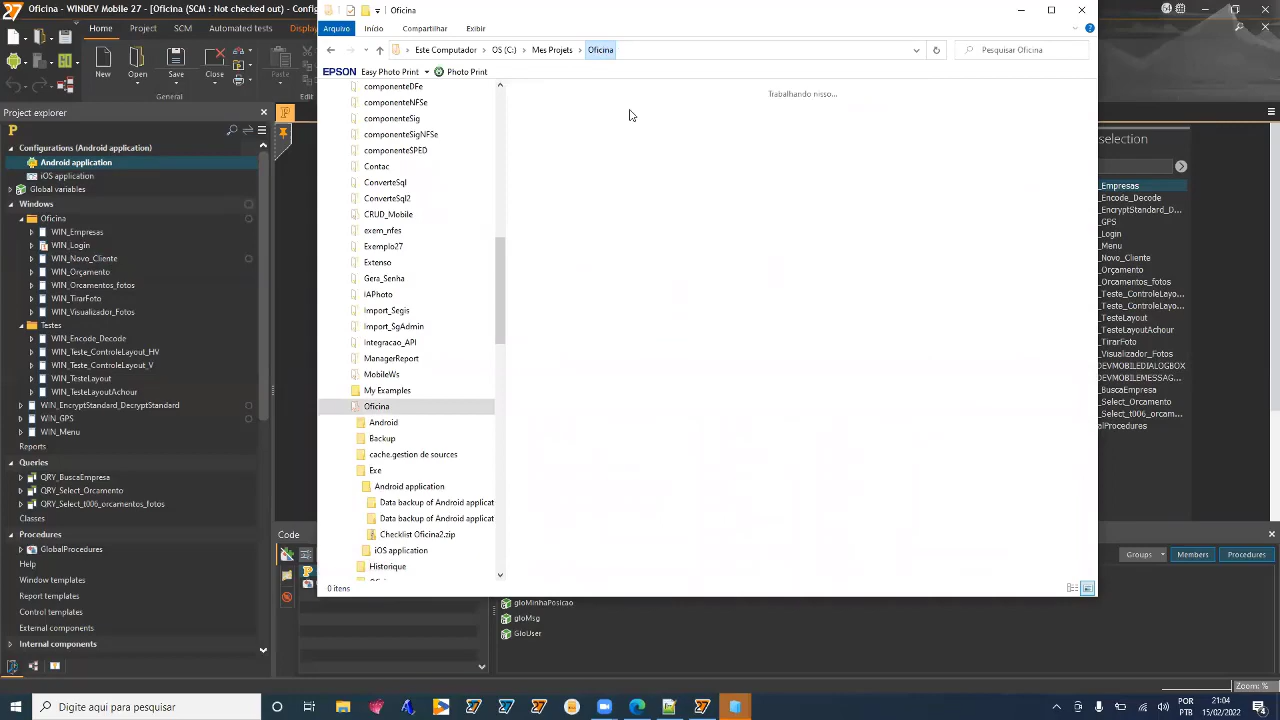 Oficina - WINDEV Mobile 27 - Oficina (SCM : Not checked out) - Config
Home
Project
SCM
Automated tests
New
Open
Save
Close
Paste
General
Project explorer
Configurations (Android application)
Android application
iOS application
Global variables
Windows
Oficina
WIN_Empresas
WIN_Login
WIN_Novo_Cliente
WIN_Orçamento
WIN_Orcamentos_fotos
WIN_TirarFoto
WIN_Visualizador_Fotos
Testes
WIN_Encode_Decode
WIN_Teste_ControleLayout_HV
WIN_Teste_ControleLayout_V
WIN_TesteLayout
WIN_TesteLayoutAchour
WIN_EncryptStandard_DecryptStandard
WIN_GPS
WIN_Menu
Reports
Queries
QRY_BuscaEmpresa
QRY_Select_Orcamento
QRY_Select_t006_orcamentos_fotos
Classes
Procedures
GlobalProcedures
Help
Window templates
Report templates
Control templates
External components
Internal components
Oficina
Arquivo
Início
Compartilhar
Exibir
Este Computador > OS (C:) > Mes Projets > Oficina
Pesquisar Oficina
EPSON Easy Photo Print Photo Print
Trabalhando nisso...
componenteDFe
componenteNFSe
componenteSig
componenteSigNFSe
componenteSPED
Contac
ConverteSql
ConverteSql2
CRUD_Mobile
exem_nfes
Exemplo27
Extenso
Gera_Senha
IAPhoto
Import_Segis
Import_SgAdmin
Integracao_API
ManagerReport
MobileWs
My Examples
Oficina
Android
Backup
cache.gestion de sources
Exe
Android application
Data backup of Android applicat
Data backup of Android applicat
Checklist Oficina2.zip
iOS application
Historique
0 itens
selection
_Empresas
_Encode_Decode
_EncryptStandard_D...
_GPS
_Login
_Menu
_Novo_Cliente
_Orçamento
_Orcamentos_fotos
_Teste_ControleLayo...
_Teste_ControleLayo...
_TesteLayout
_TesteLayoutAchour
_TirarFoto
_Visualizador_Fotos
DEVMOBILEDIALOGBOX
DEVMOBILEMESSAG...
_BuscaEmpresa
_Select_Orcamento
_Select_t006_orcam...
alProcedures
Code
Groups
Members
Procedures
gloMinhaPosicao
gloMsg
GloUser
Zoom: %
Digite aqui para pesquisar
POR
PTB
21:04
15/02/2022